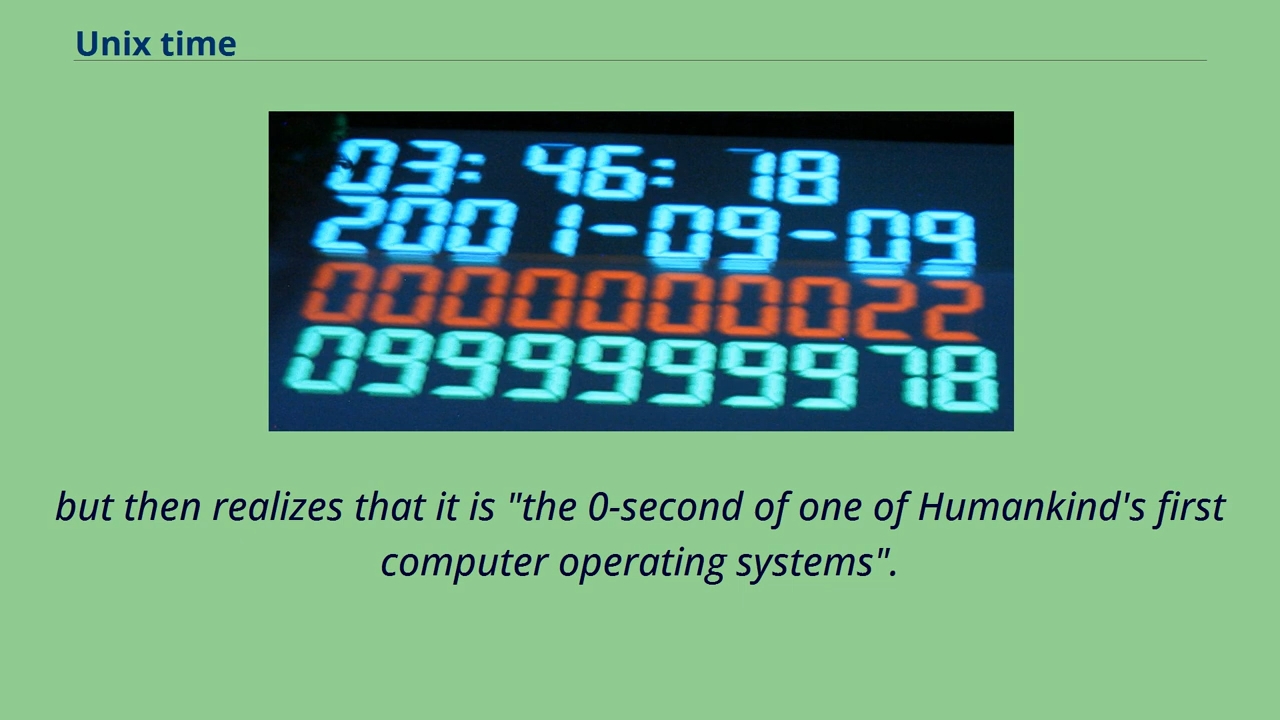 Unix time
03: 46: 18
2001-09-09
0000000022
0999999978
but then realizes that it is "the 0-second of one of Humankind's first
computer operating systems".